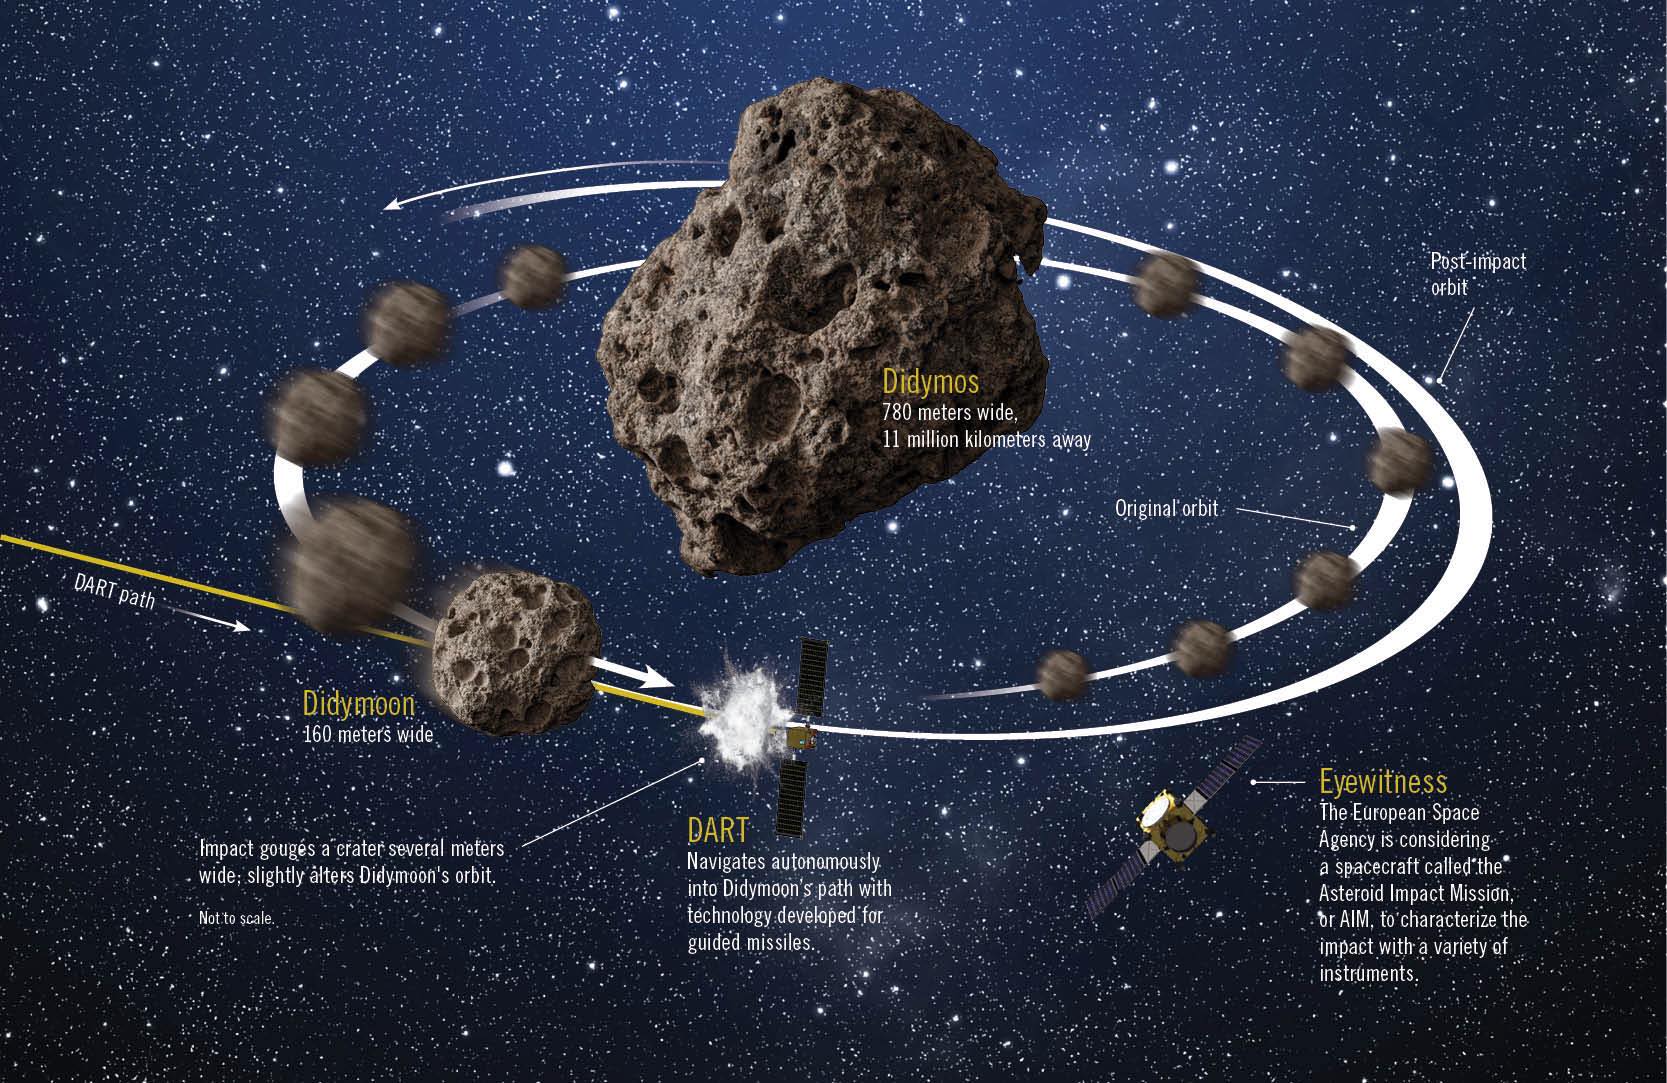 Post-impact
orbit
Didymos
780 meters wide,
11 million kilometers away
Original orbit
DART path
Didymoon
160 meters wide
Impact gouges a crater several meters
wide; slightly alters Didymoon's orbit.
Not to scale.
DART
Navigates autonomously
into Didymoon's path with
technology developed for
guided missiles.
Eyewitness
The European Space
Agency is considering
a spacecraft called the
Asteroid Impact Mission,
or AIM, to characterize the
impact with a variety of
instruments.